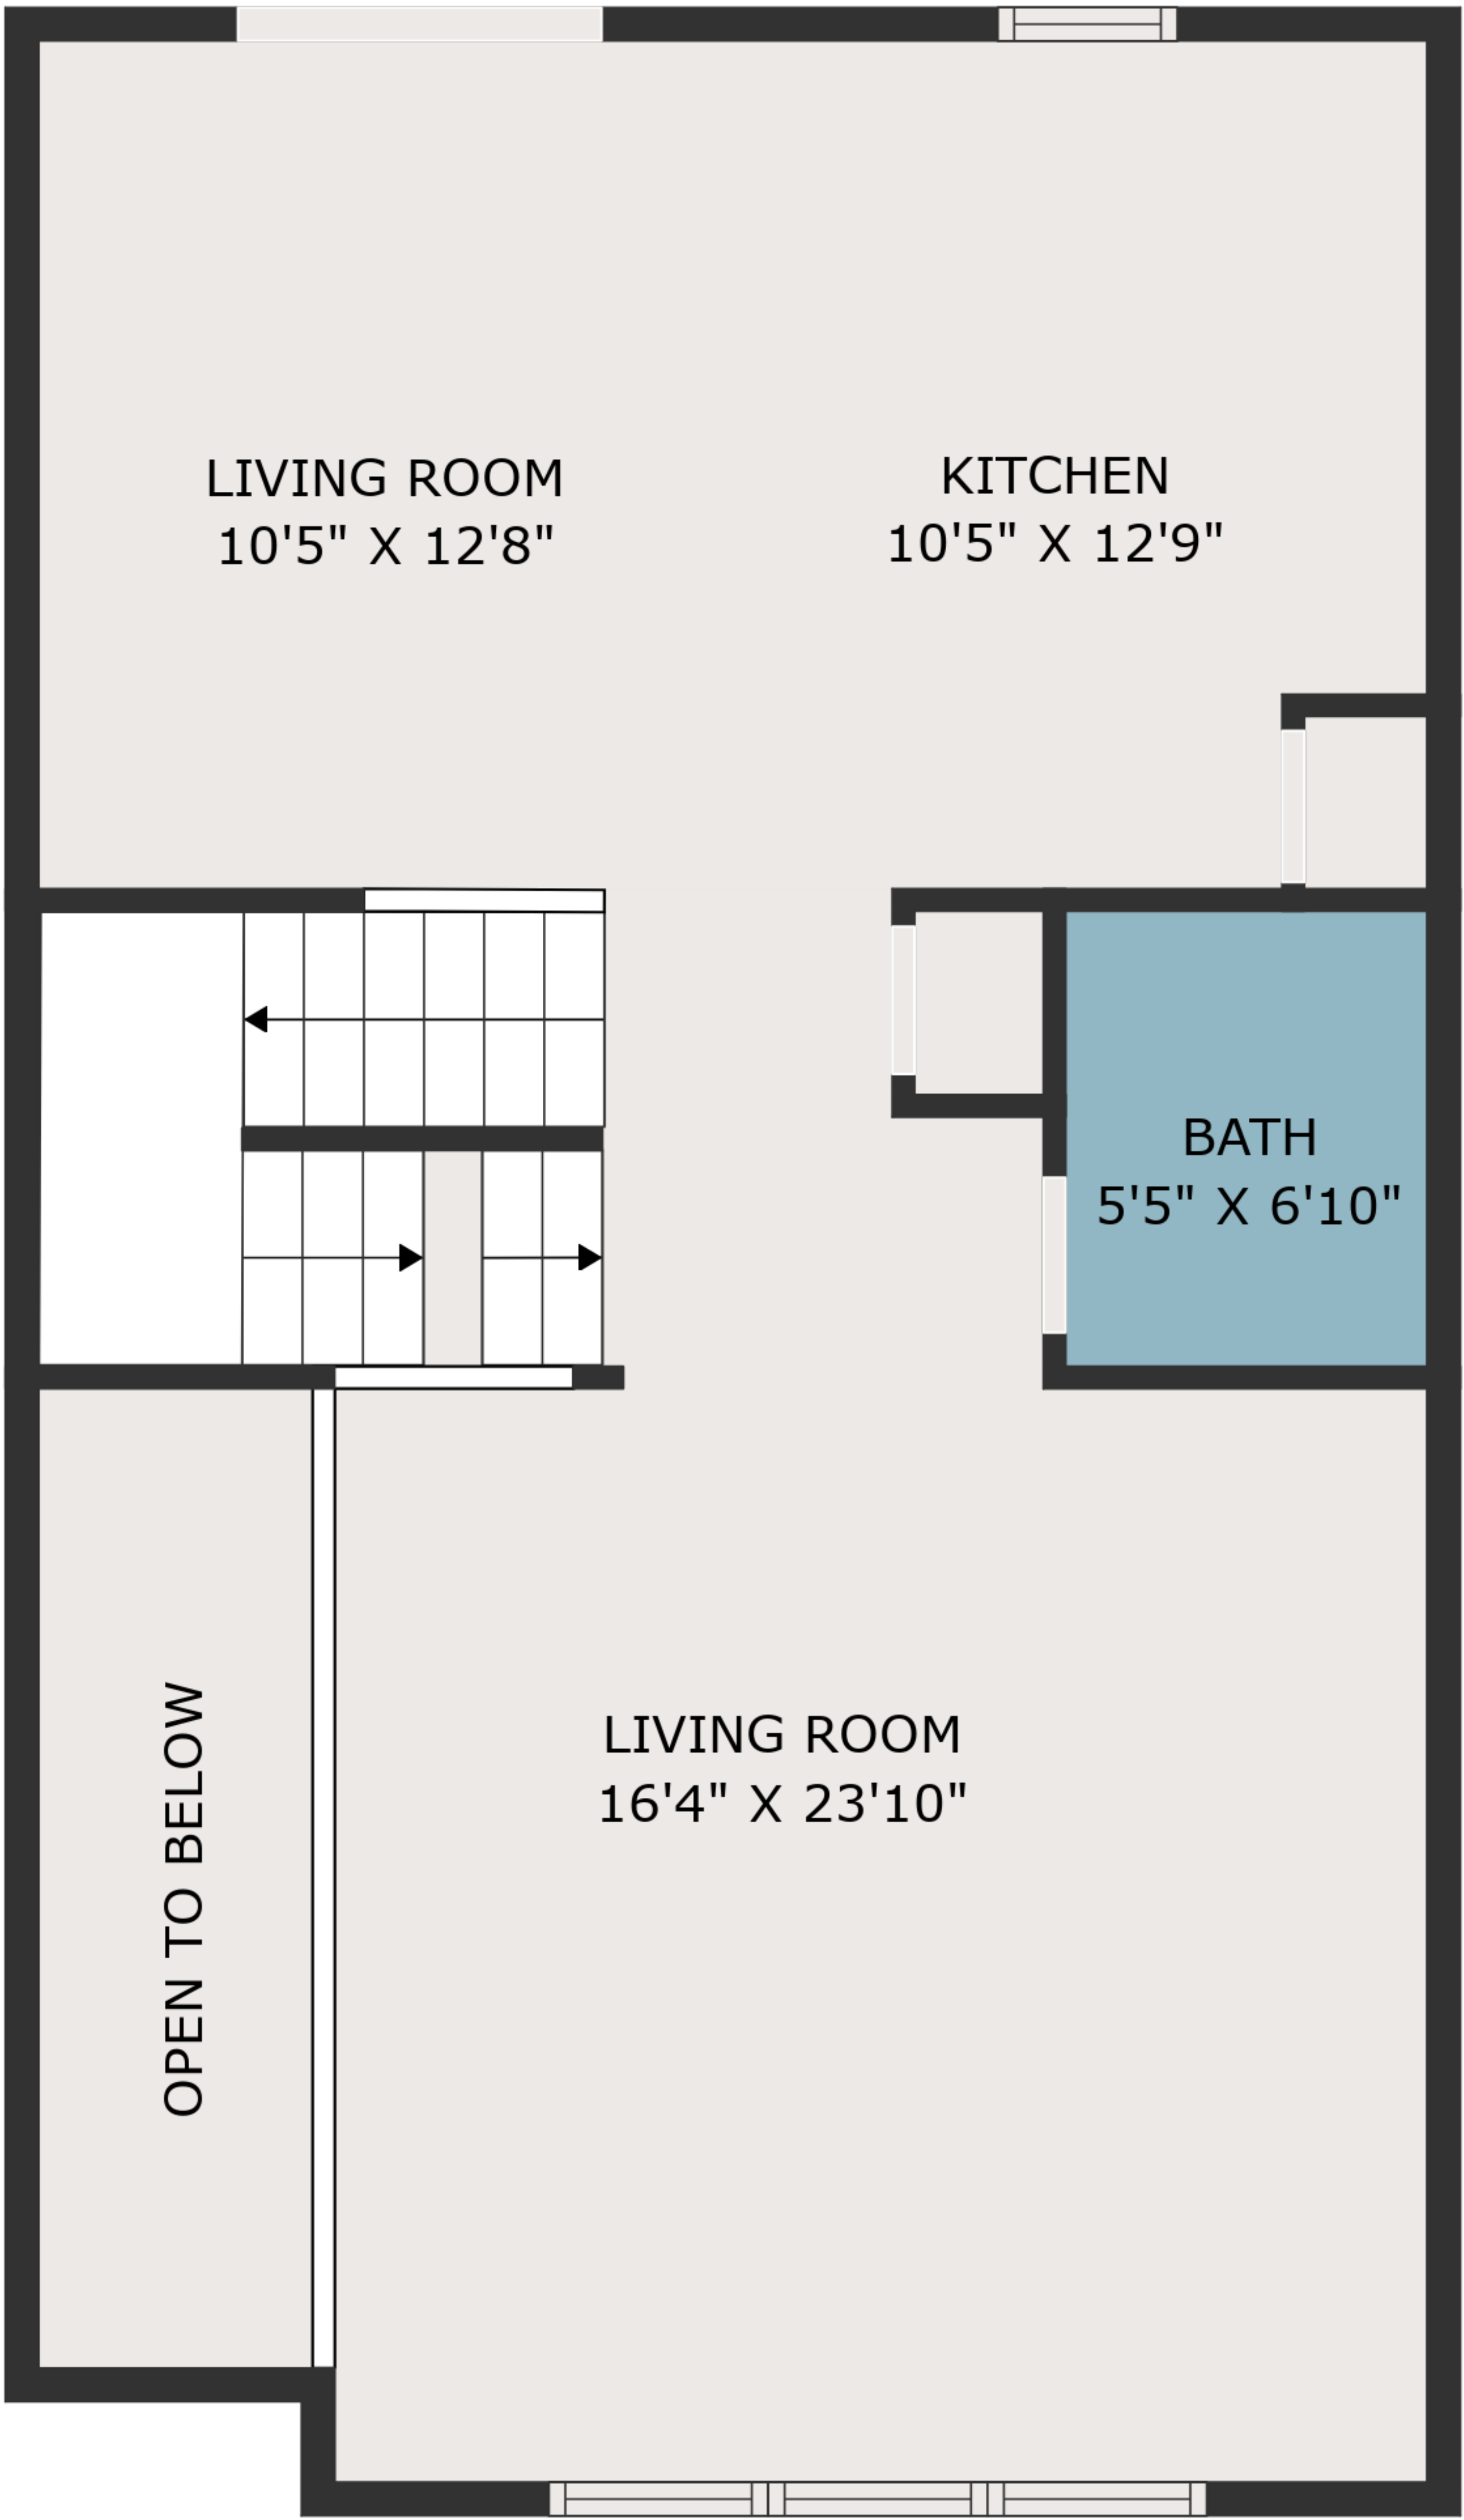 LIVING ROOM
10'5" X 12'8"
KITCHEN
10'5" X 12'9"
BATH
5'5" X 6'10"
LIVING ROOM
16'4" X 23'10"
OPEN TO BELOW